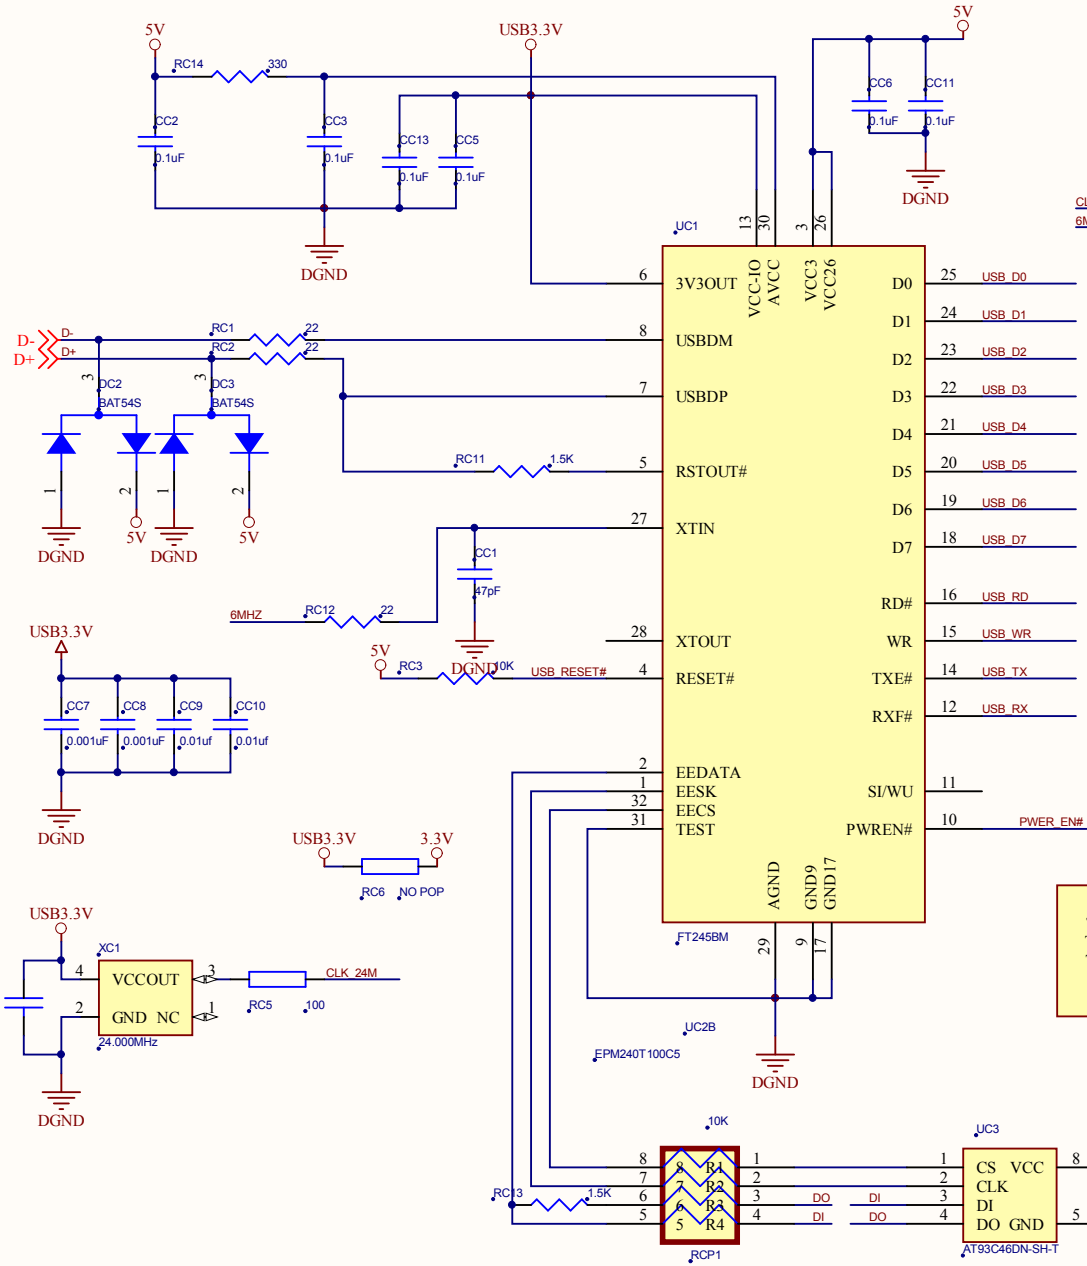 5V
USB3.3V
5V
RC14
330
CC2
0.1uF
CC3
0.1uF
CC13
0.1uF
CC5
0.1uF
CC6
0.1uF
CC11
0.1uF
DGND
DGND
UC1
13
30
3
26
VCC-IO
AVCC
VCC3
VCC26
6
3V3OUT
D0
25
USB_D0
D1
24
USB_D1
D-
D-
RC1
22
8
USBDM
D+
D+
RC2
22
D2
23
USB_D2
3
DC2
BAT54S
3
DC3
BAT54S
7
USBDP
D3
22
USB_D3
D4
21
USB_D4
RC11
1.5K
5
RSTOUT#
D5
20
USB_D5
1
2
1
2
DGND
5V
DGND
5V
D6
19
USB_D6
27
XTIN
D7
18
USB_D7
CC1
47pF
6MHZ
RC12
22
RD#
16
USB_RD
28
XTOUT
WR
15
USB_WR
DGND
5V
RC3
10K
USB_RESET#
4
RESET#
TXE#
14
USB_TX
RXF#
12
USB_RX
USB3.3V
CC7
0.001uF
CC8
0.001uF
CC9
0.01uf
CC10
0.01uf
DGND
2
EEDATA
1
EESK
32
EECS
31
TEST
SI/WU
11
PWREN#
10
PWER_EN#
USB3.3V
3.3V
RC6
NO POP
AGND
GND9
GND17
29
9
17
FT245BM
USB3.3V
XC1
4
VCC
OUT
3
2
GND
NC
1
24.000MHz
RC5
100
CLK_24M
DGND
UC2B
EPM240T100C5
DGND
10K
8
8
R1
1
7
7
R2
2
RC13
1.5K
6
6
R3
3
DO
DI
5
5
R4
4
DI
DO
RCP1
UC3
1
CS
VCC
8
2
CLK
3
DI
4
DO
GND
5
AT93C46DN-SH-T